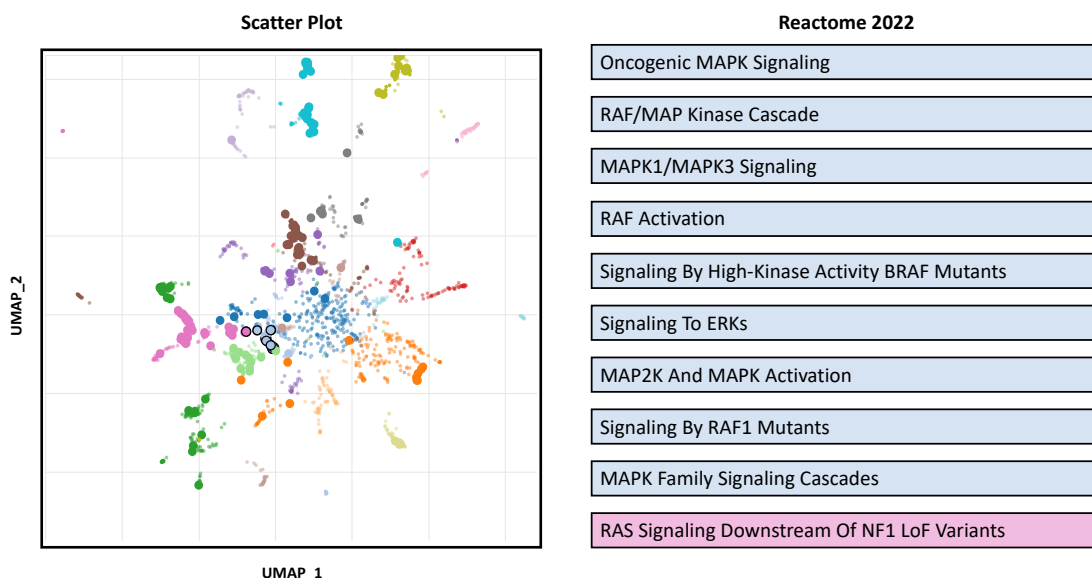 Scatter Plot
Reactome 2022
Oncogenic MAPK Signaling
RAF/MAP Kinase Cascade
MAPK1/MAPK3 Signaling
RAF Activation
Signaling By High-Kinase Activity BRAF Mutants
Signaling To ERKs
MAP2K And MAPK Activation
Signaling By RAF1 Mutants
MAPK Family Signaling Cascades
RAS Signaling Downstream Of NF1 LoF Variants
UMAP_2
UMAP_1